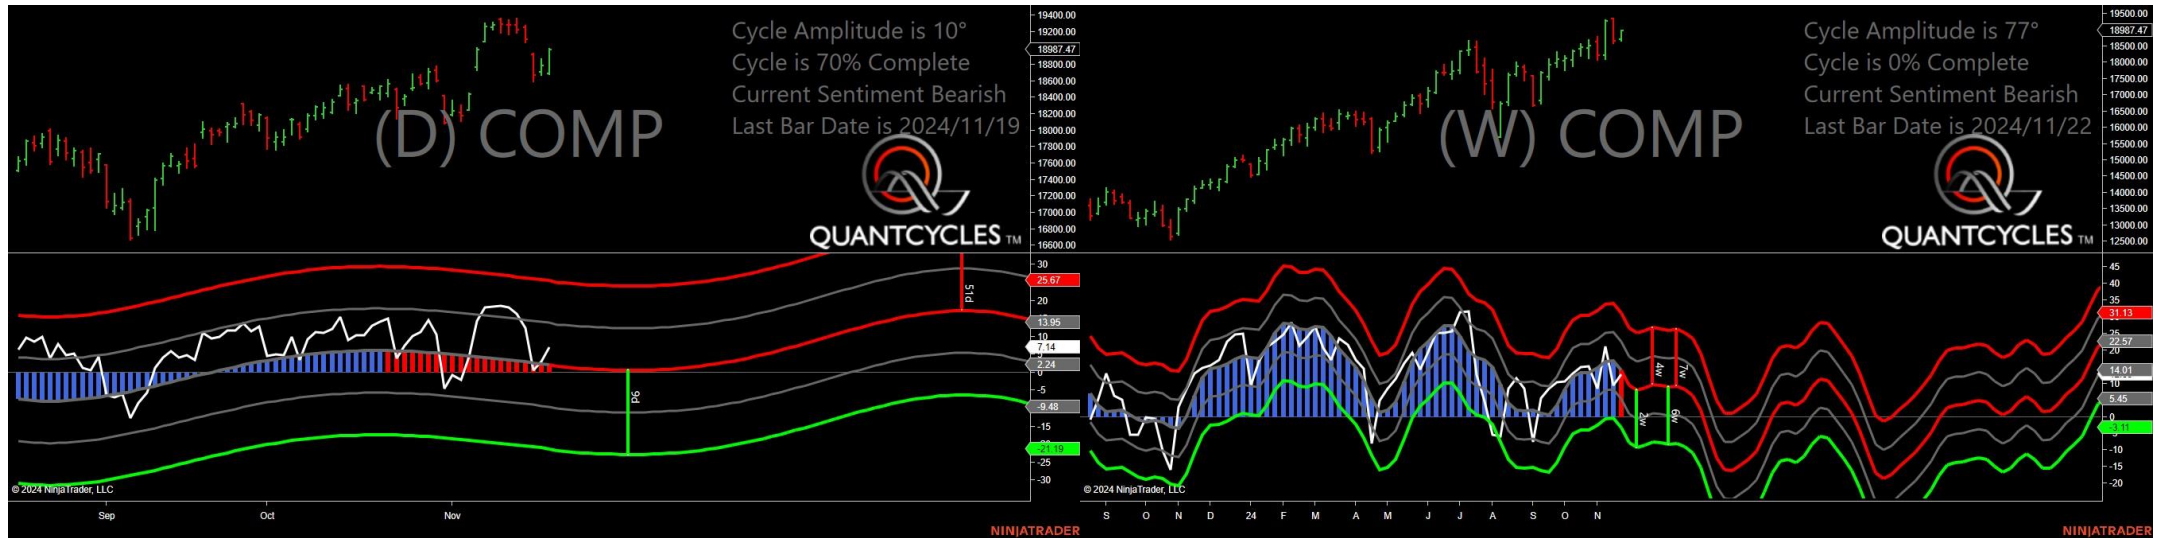 Cycle Amplitude is 10°
Cycle is 70% Complete
Current Sentiment Bearish
Last Bar Date is 2024/11/19
(D) COMP
QUANTCYCLES TM
19400.00
19200.00
18987.47
18800.00
18600.00
18400.00
18200.00
18000.00
17800.00
17600.00
17400.00
17200.00
17000.00
16800.00
16600.00
30
25.67
20
13.95
10
7.14
2.24
0
-5
-9.48
-15
-21.19
-25
-30
51d
9d
© 2024 NinjaTrader, LLC
Sep
Oct
Nov
NINJATRADER
Cycle Amplitude is 77°
Cycle is 0% Complete
Current Sentiment Bearish
Last Bar Date is 2024/11/22
(W) COMP
QUANTCYCLES TM
19500.00
18987.47
18500.00
18000.00
17500.00
17000.00
16500.00
16000.00
15500.00
15000.00
14500.00
14000.00
13500.00
13000.00
12500.00
45
40
35
31.13
25
22.57
20
14.01
10
5.45
0
-3.11
-5
-10
-15
-20
4w
7w
2w
6w
© 2024 NinjaTrader, LLC
S O N D 24 F M A M J J A S O N
NINJATRADER